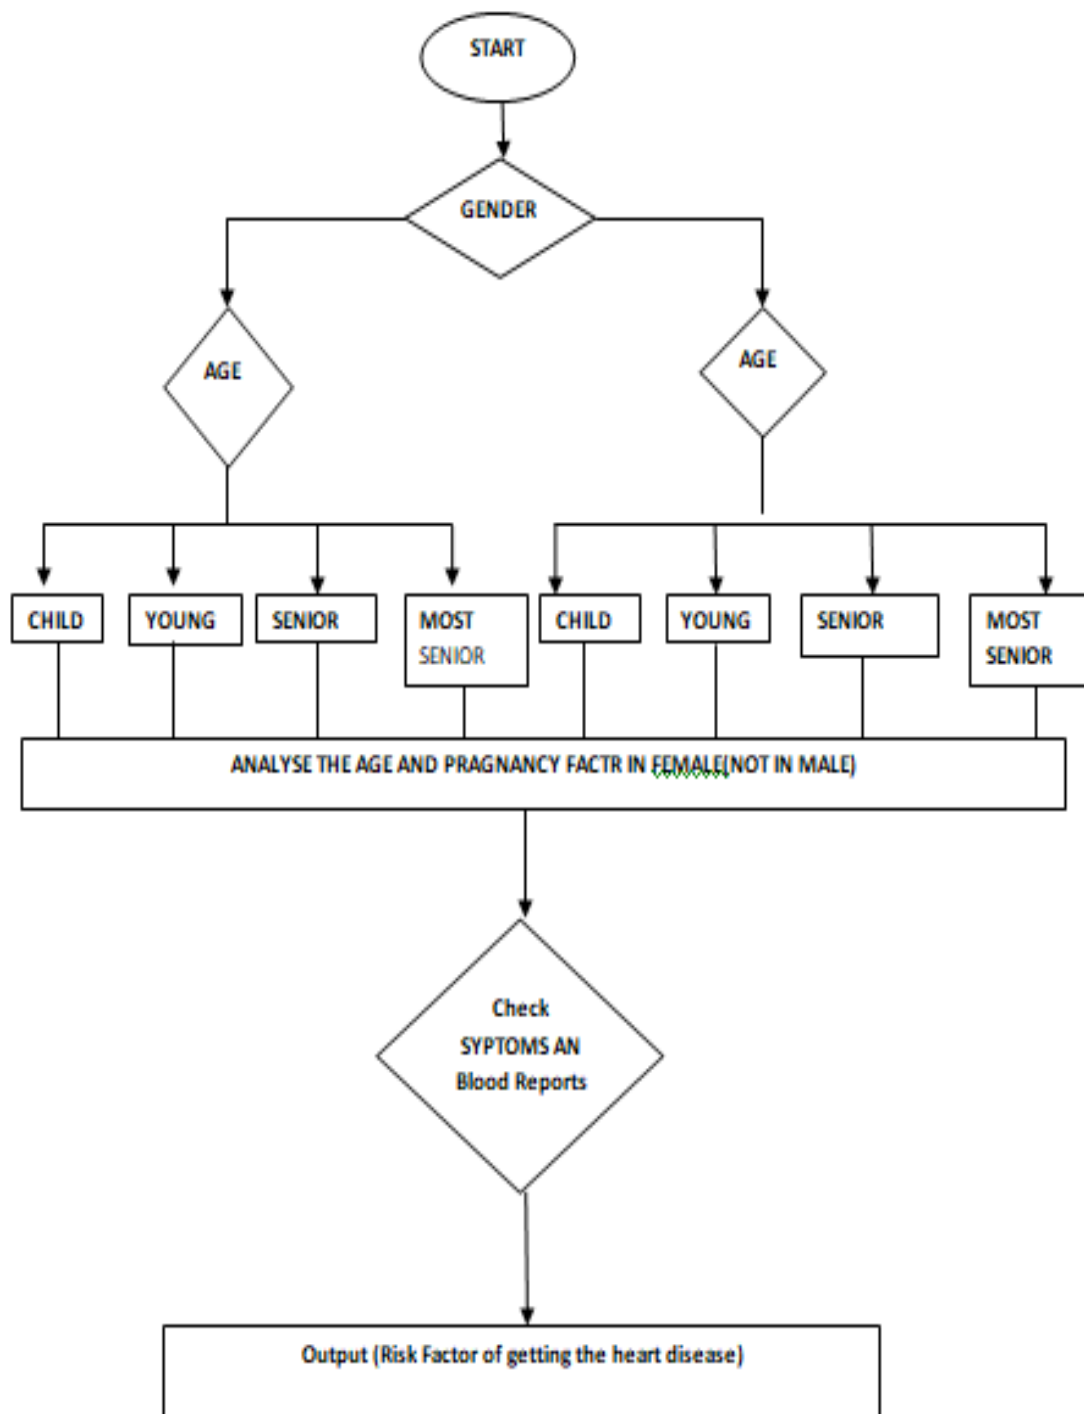 START
GENDER
AGE
AGE
CHILD
YOUNG
SENIOR
MOST
SENIOR
CHILD
YOUNG
SENIOR
MOST
SENIOR
ANALYSE THE AGE AND PRAGNANCY FACTR IN FEMALE(NOT IN MALE)
Check
SYPTOMS AN
Blood Reports
Output (Risk Factor of getting the heart disease)